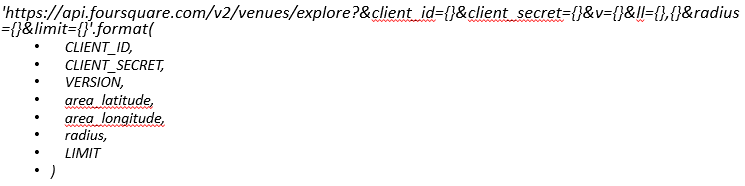 'https://api.foursquare.com/v2/venues/explore?&client_id={}&client_secret={}&v={}&ll={},{}&radius
={}&limit={}'.format(
• CLIENT_ID,
• CLIENT_SECRET,
• VERSION,
• area_latitude,
• area_longitude,
• radius,
• LIMIT
• )